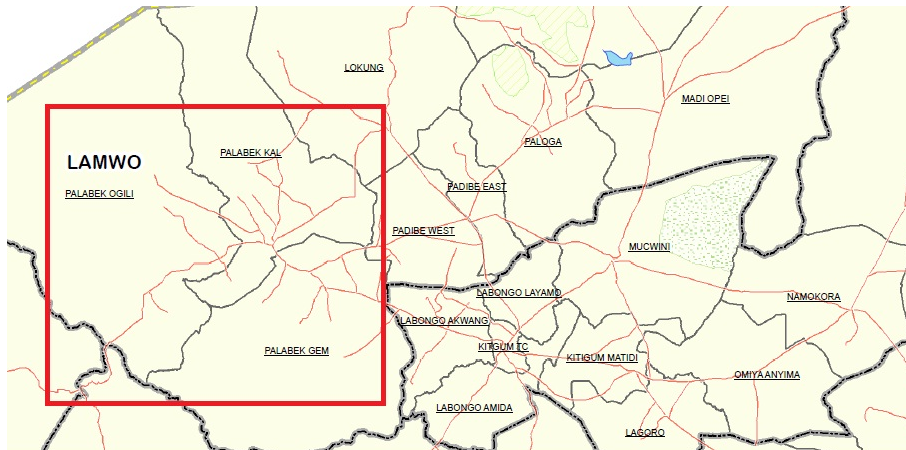 LOKUNG
MADI OPEI
PALOGA
PALABEK KAL
LAMWO
PALABEK OGILI
PADIBE EAST
PADIBE WEST
MUCWINI
LABONGO LAYAMO
NAMOKORA
LABONGO AKWANG
KITGUM TC
PALABEK GEM
KITIGUM MATIDI
OMIYA ANYIMA
LABONGO AMIDA
LAGORO